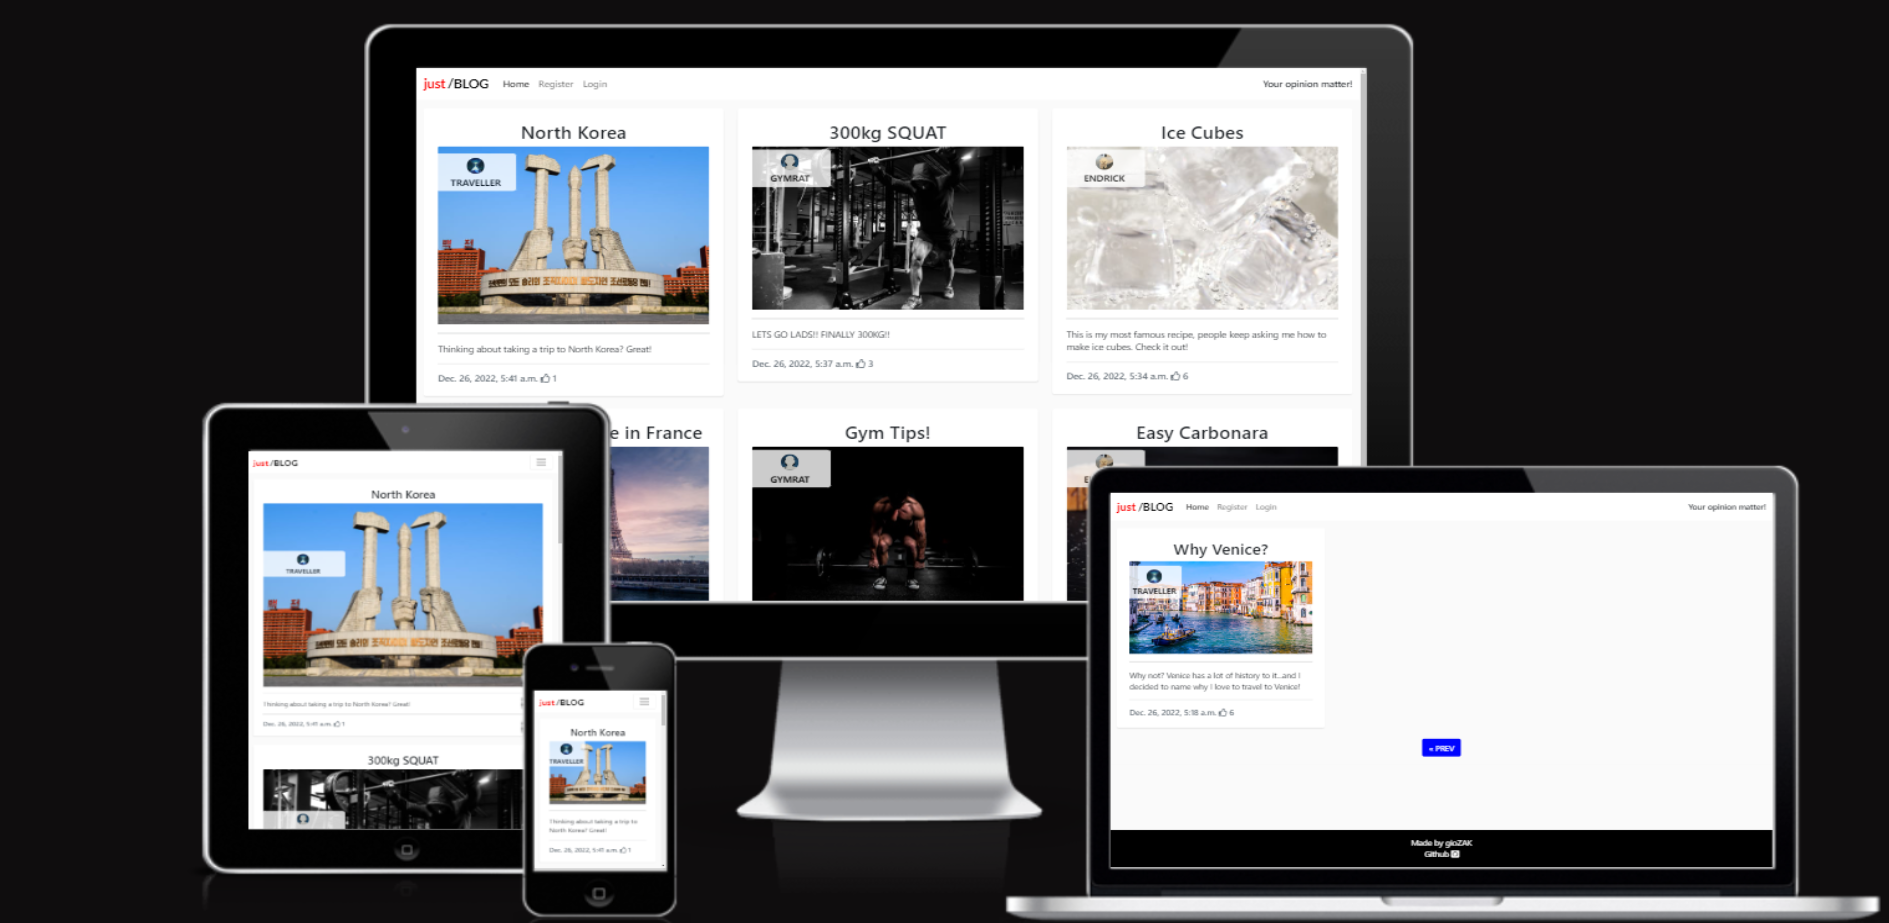 just /BLOG Home Register Login Your opinion matter!
North Korea
TRAVELLER
Thinking about taking a trip to North Korea? Great!
Dec. 26, 2022, 5:41 a.m. 1
300kg SQUAT
GYMRAT
LETS GO LADS!! FINALLY 300KG!!
Dec. 26, 2022, 5:37 a.m. 3
Ice Cubes
ENDRICK
This is my most famous recipe, people keep asking me how to
make ice cubes. Check it out!
Dec. 26, 2022, 5:34 a.m. 6
e in France
Gym Tips!
GYMRAT
Easy Carbonara
just /BLOG
North Korea
TRAVELLER
Thinking about taking a trip to North Korea? Great!
Dec. 26, 2022, 5:41 a.m. 1
300kg SQUAT
just /BLOG
North Korea
TRAVELLER
Thinking about taking a trip to
North Korea? Great!
Dec. 26, 2022, 5:41 a.m. 1
just /BLOG Home Register Login Your opinion matter!
Why Venice?
TRAVELLER
Why not? Venice has a lot of history to it...and I
decided to name why I love to travel to Venice!
Dec. 26, 2022, 5:18 a.m. 6
« PREV
Made by gioZAK
Github